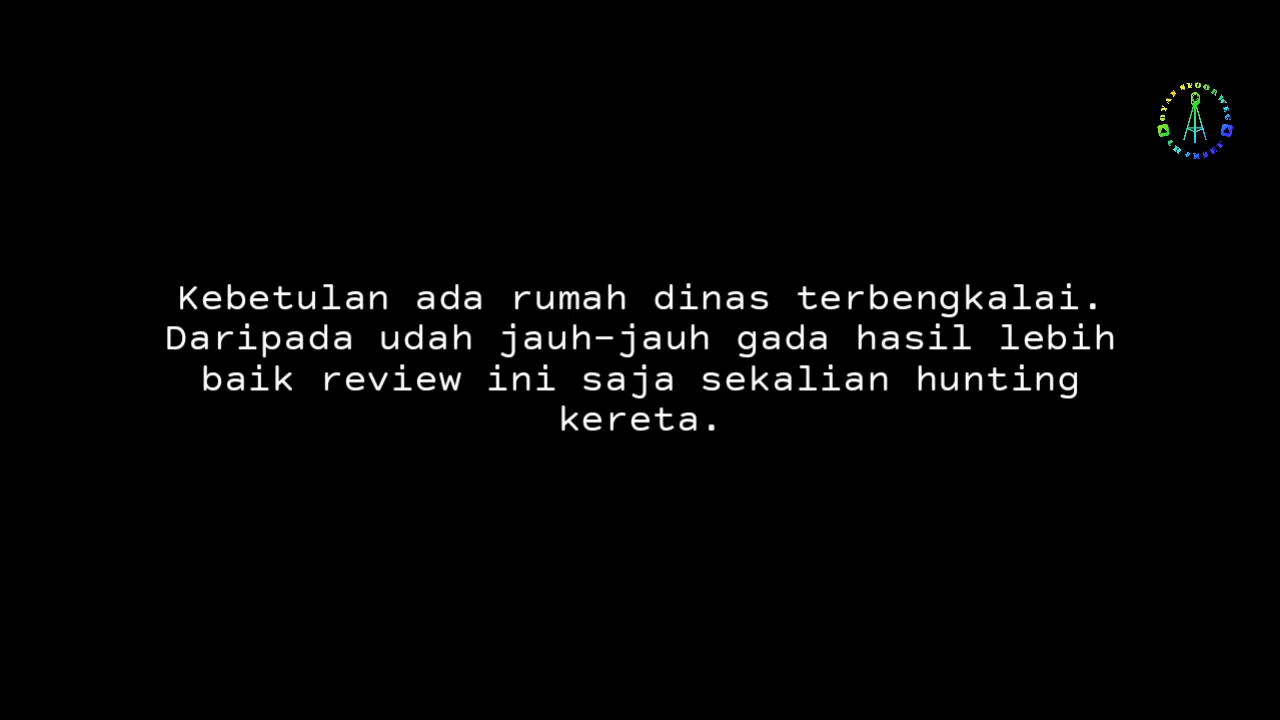 Kebetulan ada rumah dinas terbengkalai.
Daripada udah jauh-jauh gada hasil lebih
baik review ini saja sekalian hunting
kereta.